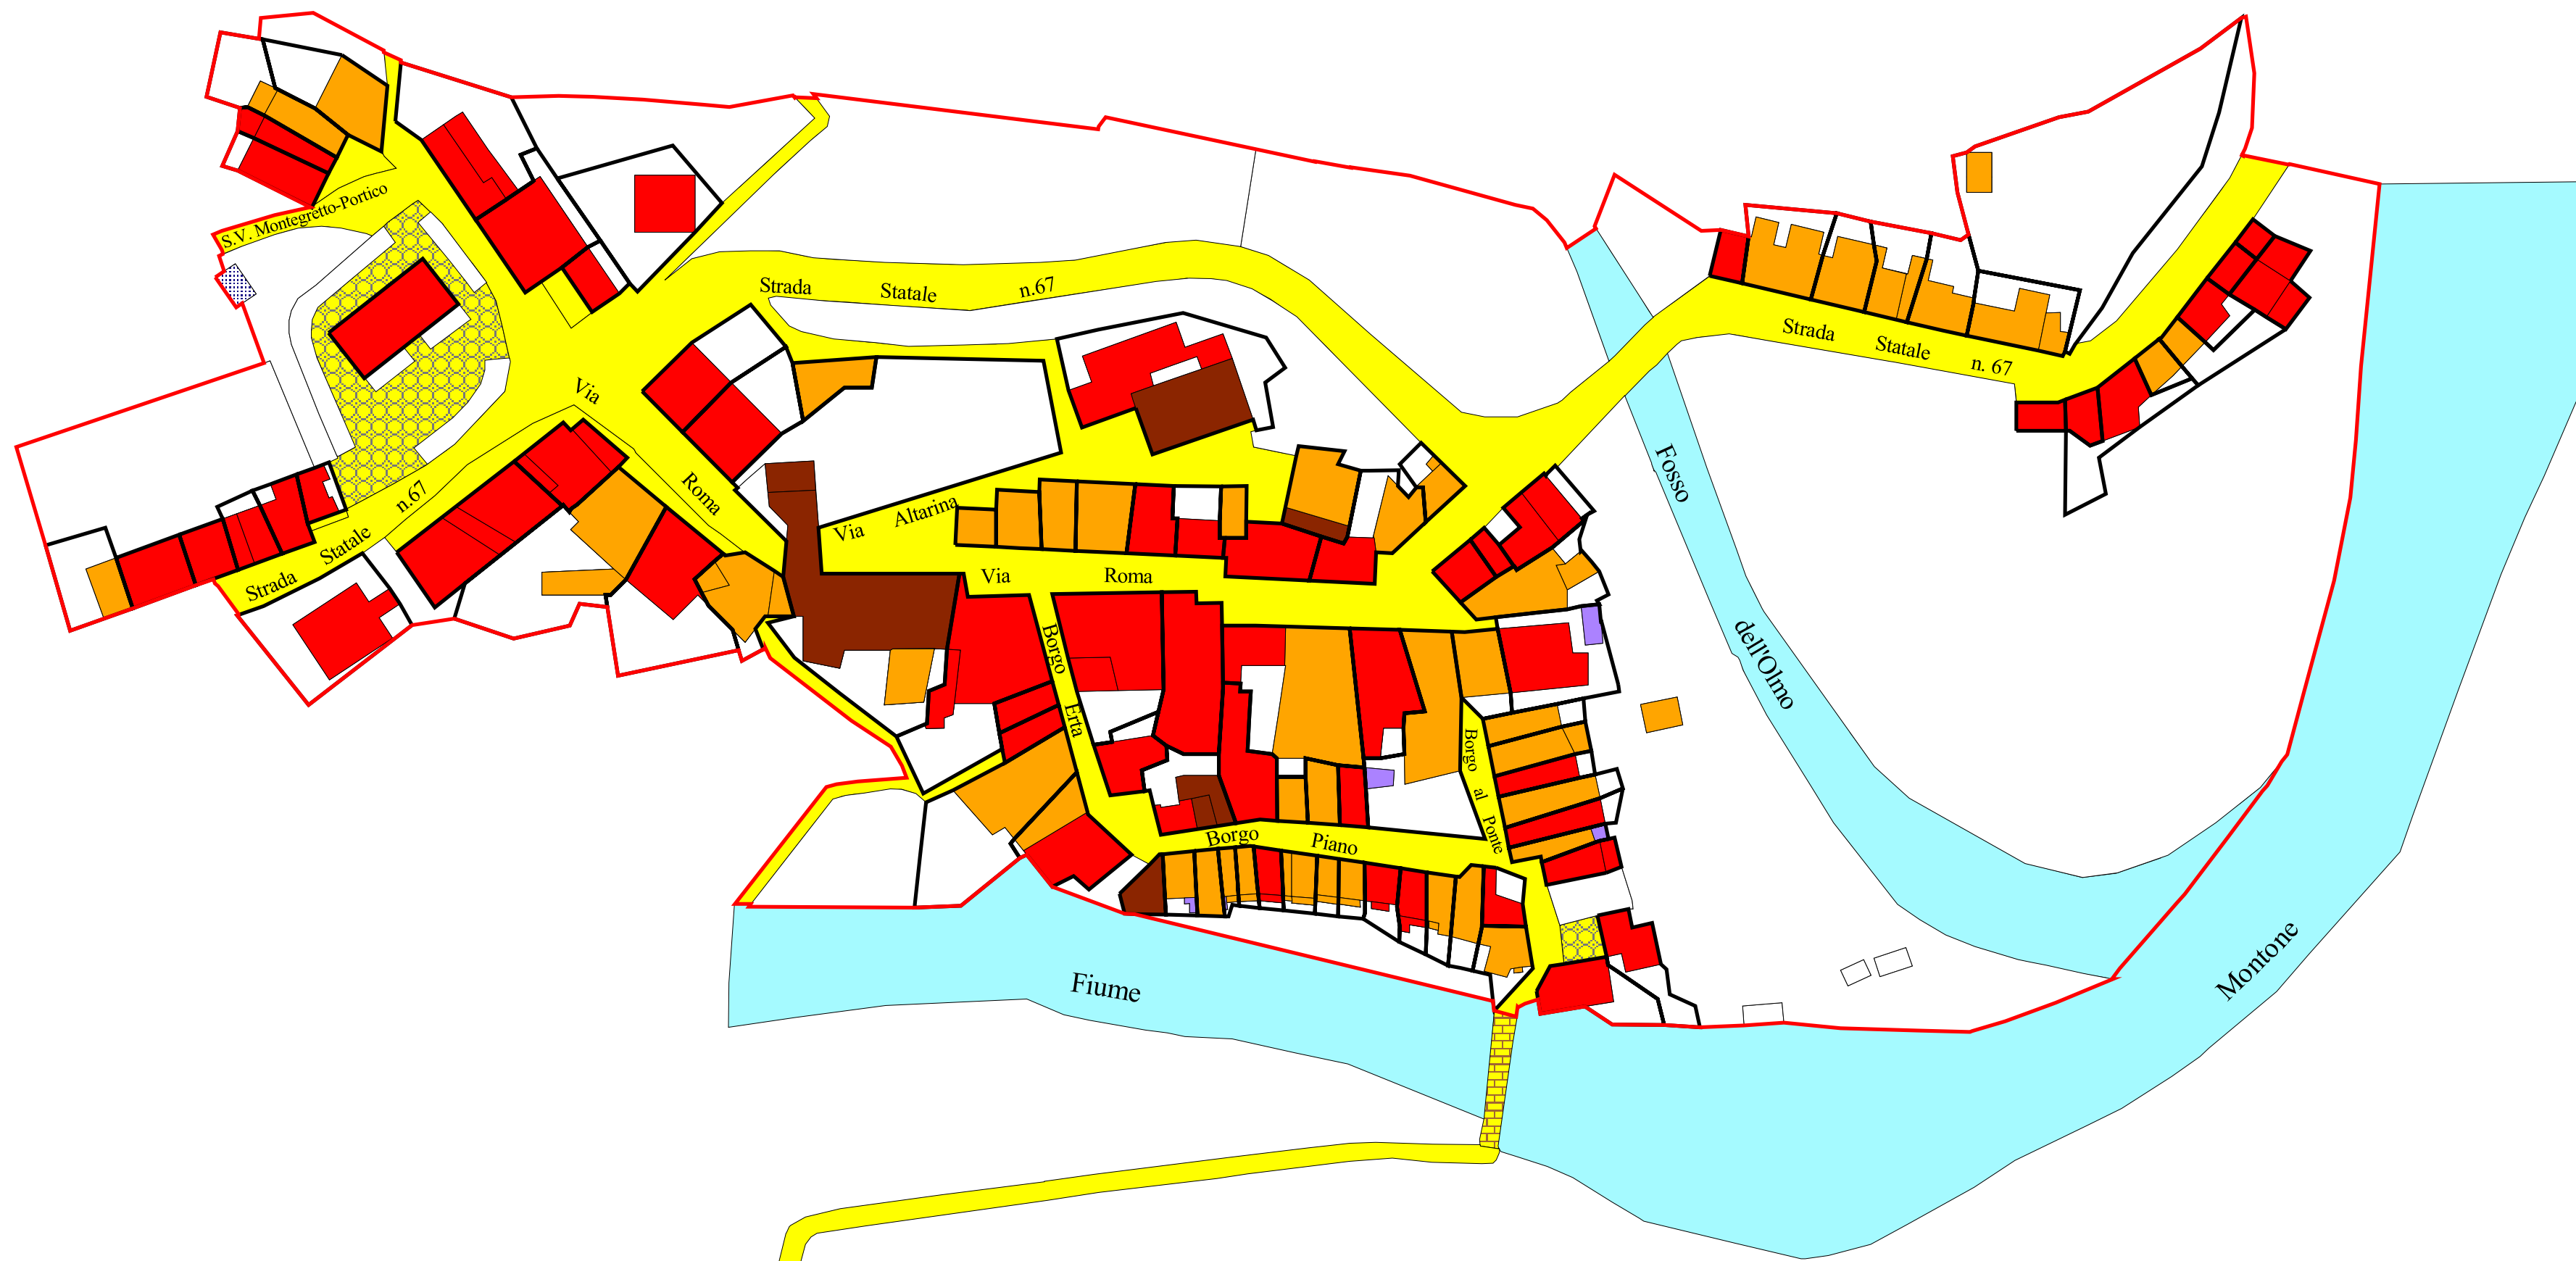 S.V. Montegretto-Portico
Strada Statale n.67
Strada Statale n. 67
Via Roma
Strada Statale n.67
Via Altarina
Via Roma
Fosso dell'Olmo
Borgo Erta
Borgo al Ponte
Borgo Piano
Fiume Montone